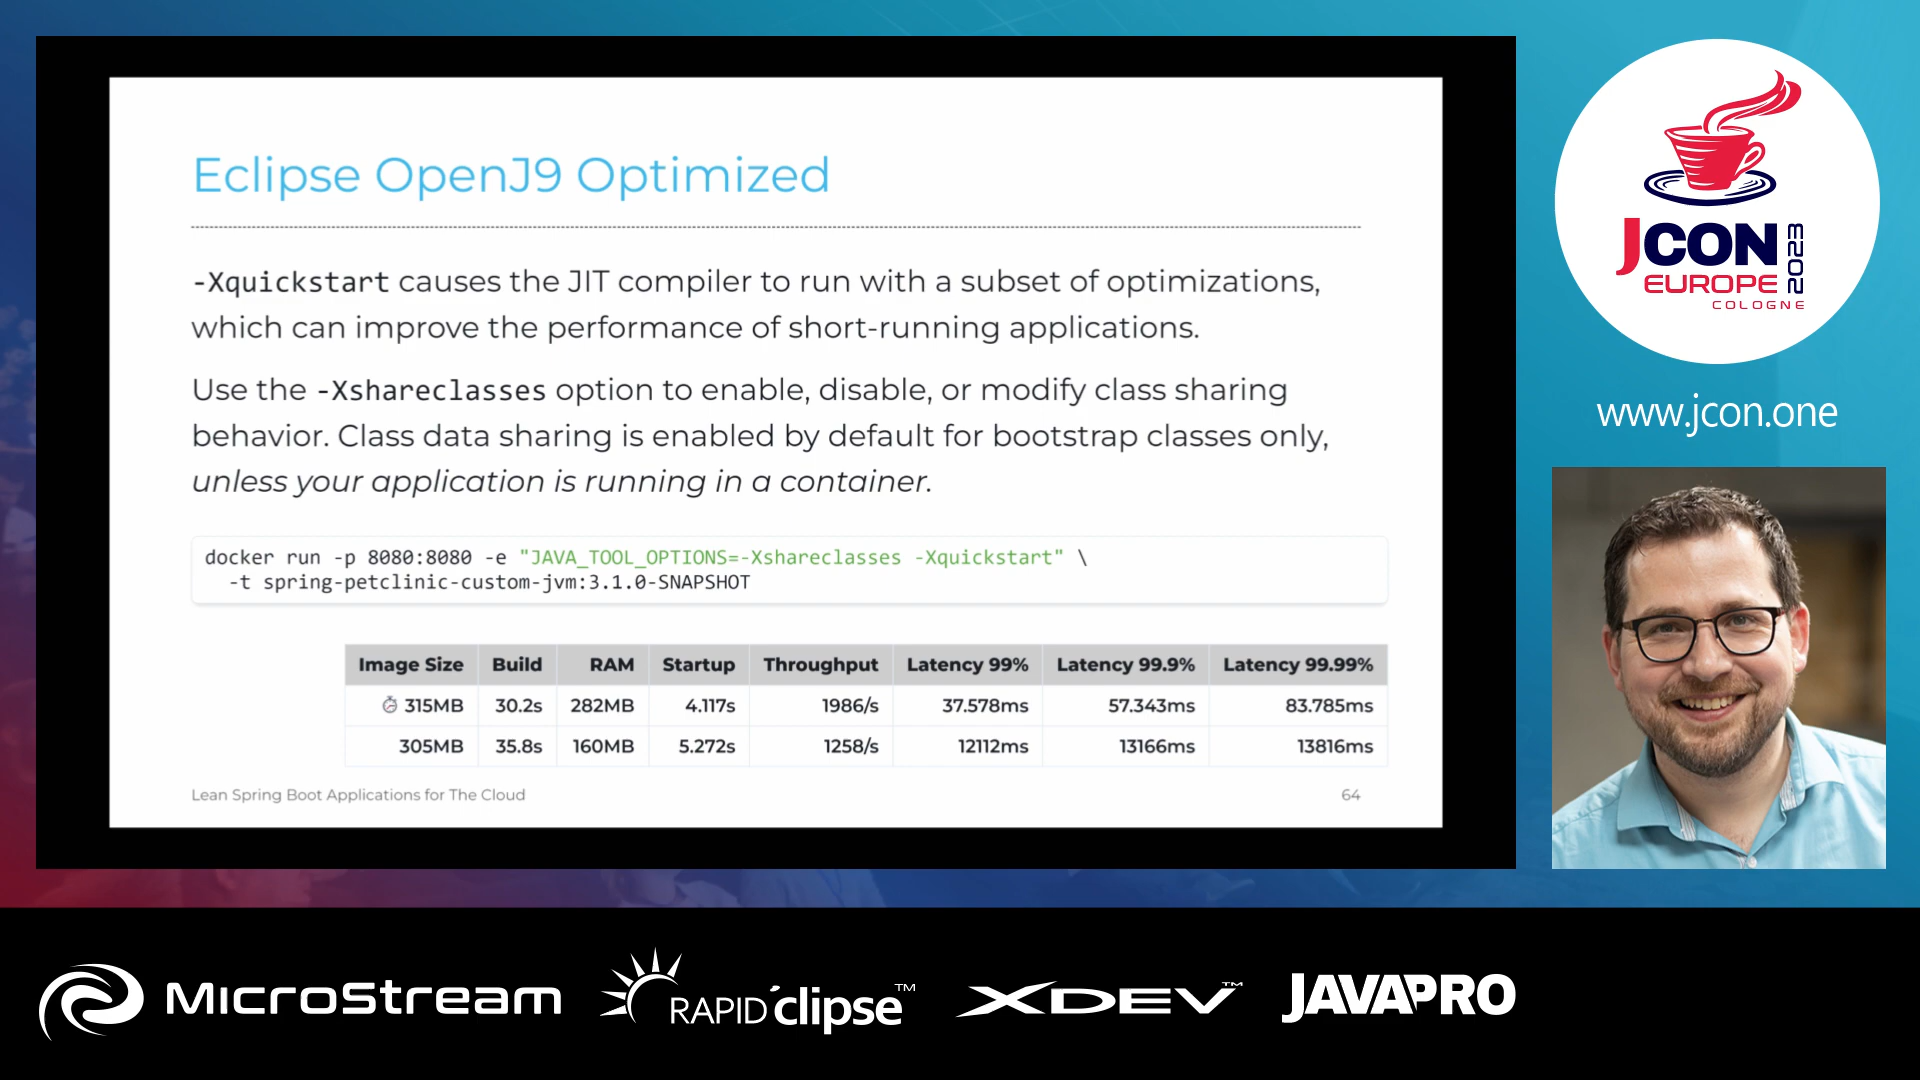 Eclipse OpenJ9 Optimized
-Xquickstart causes the JIT compiler to run with a subset of optimizations,
which can improve the performance of short-running applications.
Use the -Xshareclasses option to enable, disable, or modify class sharing
behavior. Class data sharing is enabled by default for bootstrap classes only,
unless your application is running in a container.
docker run -p 8080:8080 -e "JAVA_TOOL_OPTIONS=-Xshareclasses -Xquickstart" \
-t spring-petclinic-custom-jvm:3.1.0-SNAPSHOT
Image Size Build RAM Startup Throughput Latency 99% Latency 99.9% Latency 99.99%
⏱ 315MB 30.2s 282MB 4.117s 1986/s 37.578ms 57.343ms 83.785ms
305MB 35.8s 160MB 5.272s 1258/s 12112ms 13166ms 13816ms
Lean Spring Boot Applications for The Cloud 64
JCON 2023
EUROPE
COLOGNE
www.jcon.one
MicroStream RAPID'clipse™ XDEV™ JAVAPRO